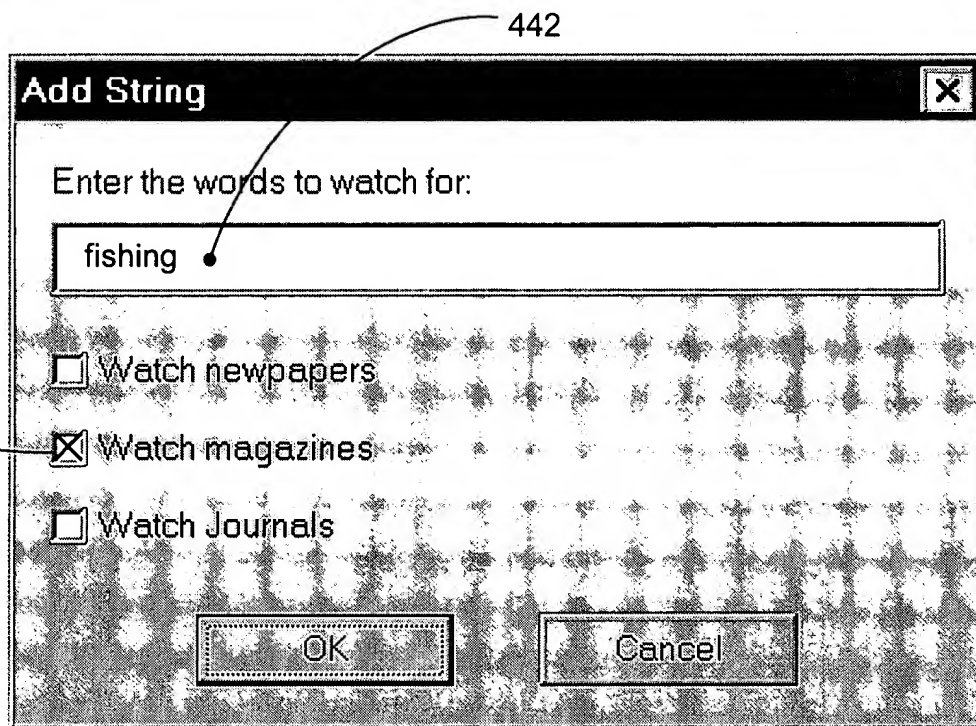 442
Add String
Enter the words to watch for:
fishing
Watch newpapers
Watch magazines
Watch Journals
OK Cancel